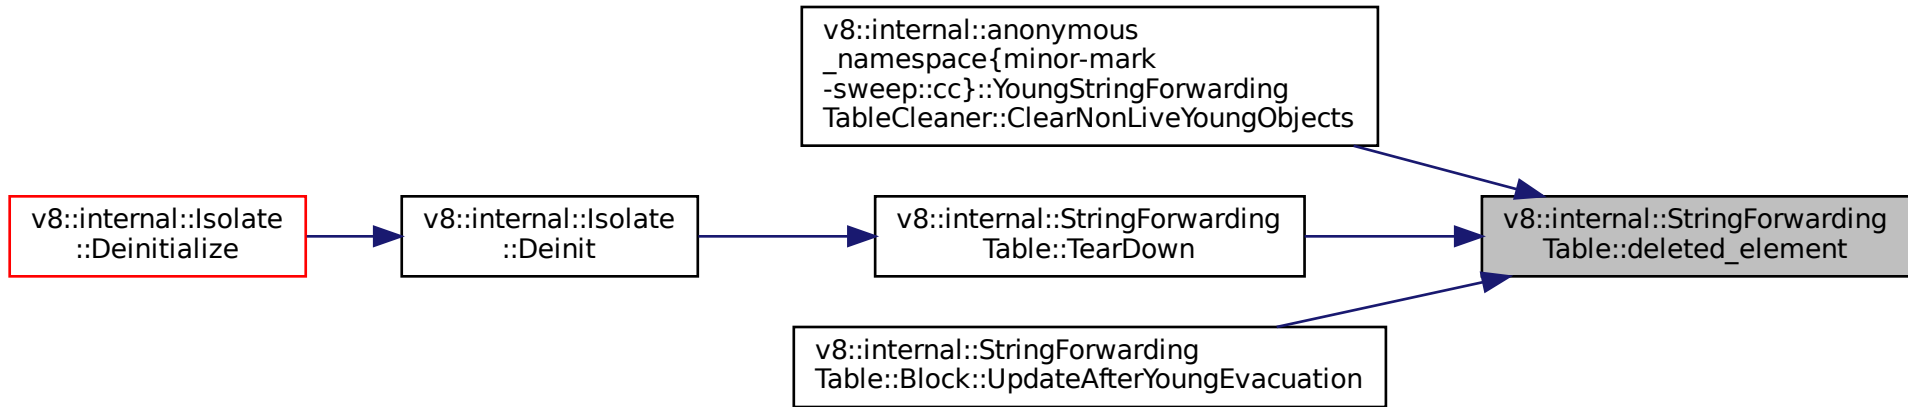 v8::internal::anonymous
_namespace{minor-mark
-sweep::cc}::YoungStringForwarding
TableCleaner::ClearNonLiveYoungObjects
v8::internal::Isolate
::Deinitialize
v8::internal::Isolate
::Deinit
v8::internal::StringForwarding
Table::TearDown
v8::internal::StringForwarding
Table::deleted_element
v8::internal::StringForwarding
Table::Block::UpdateAfterYoungEvacuation